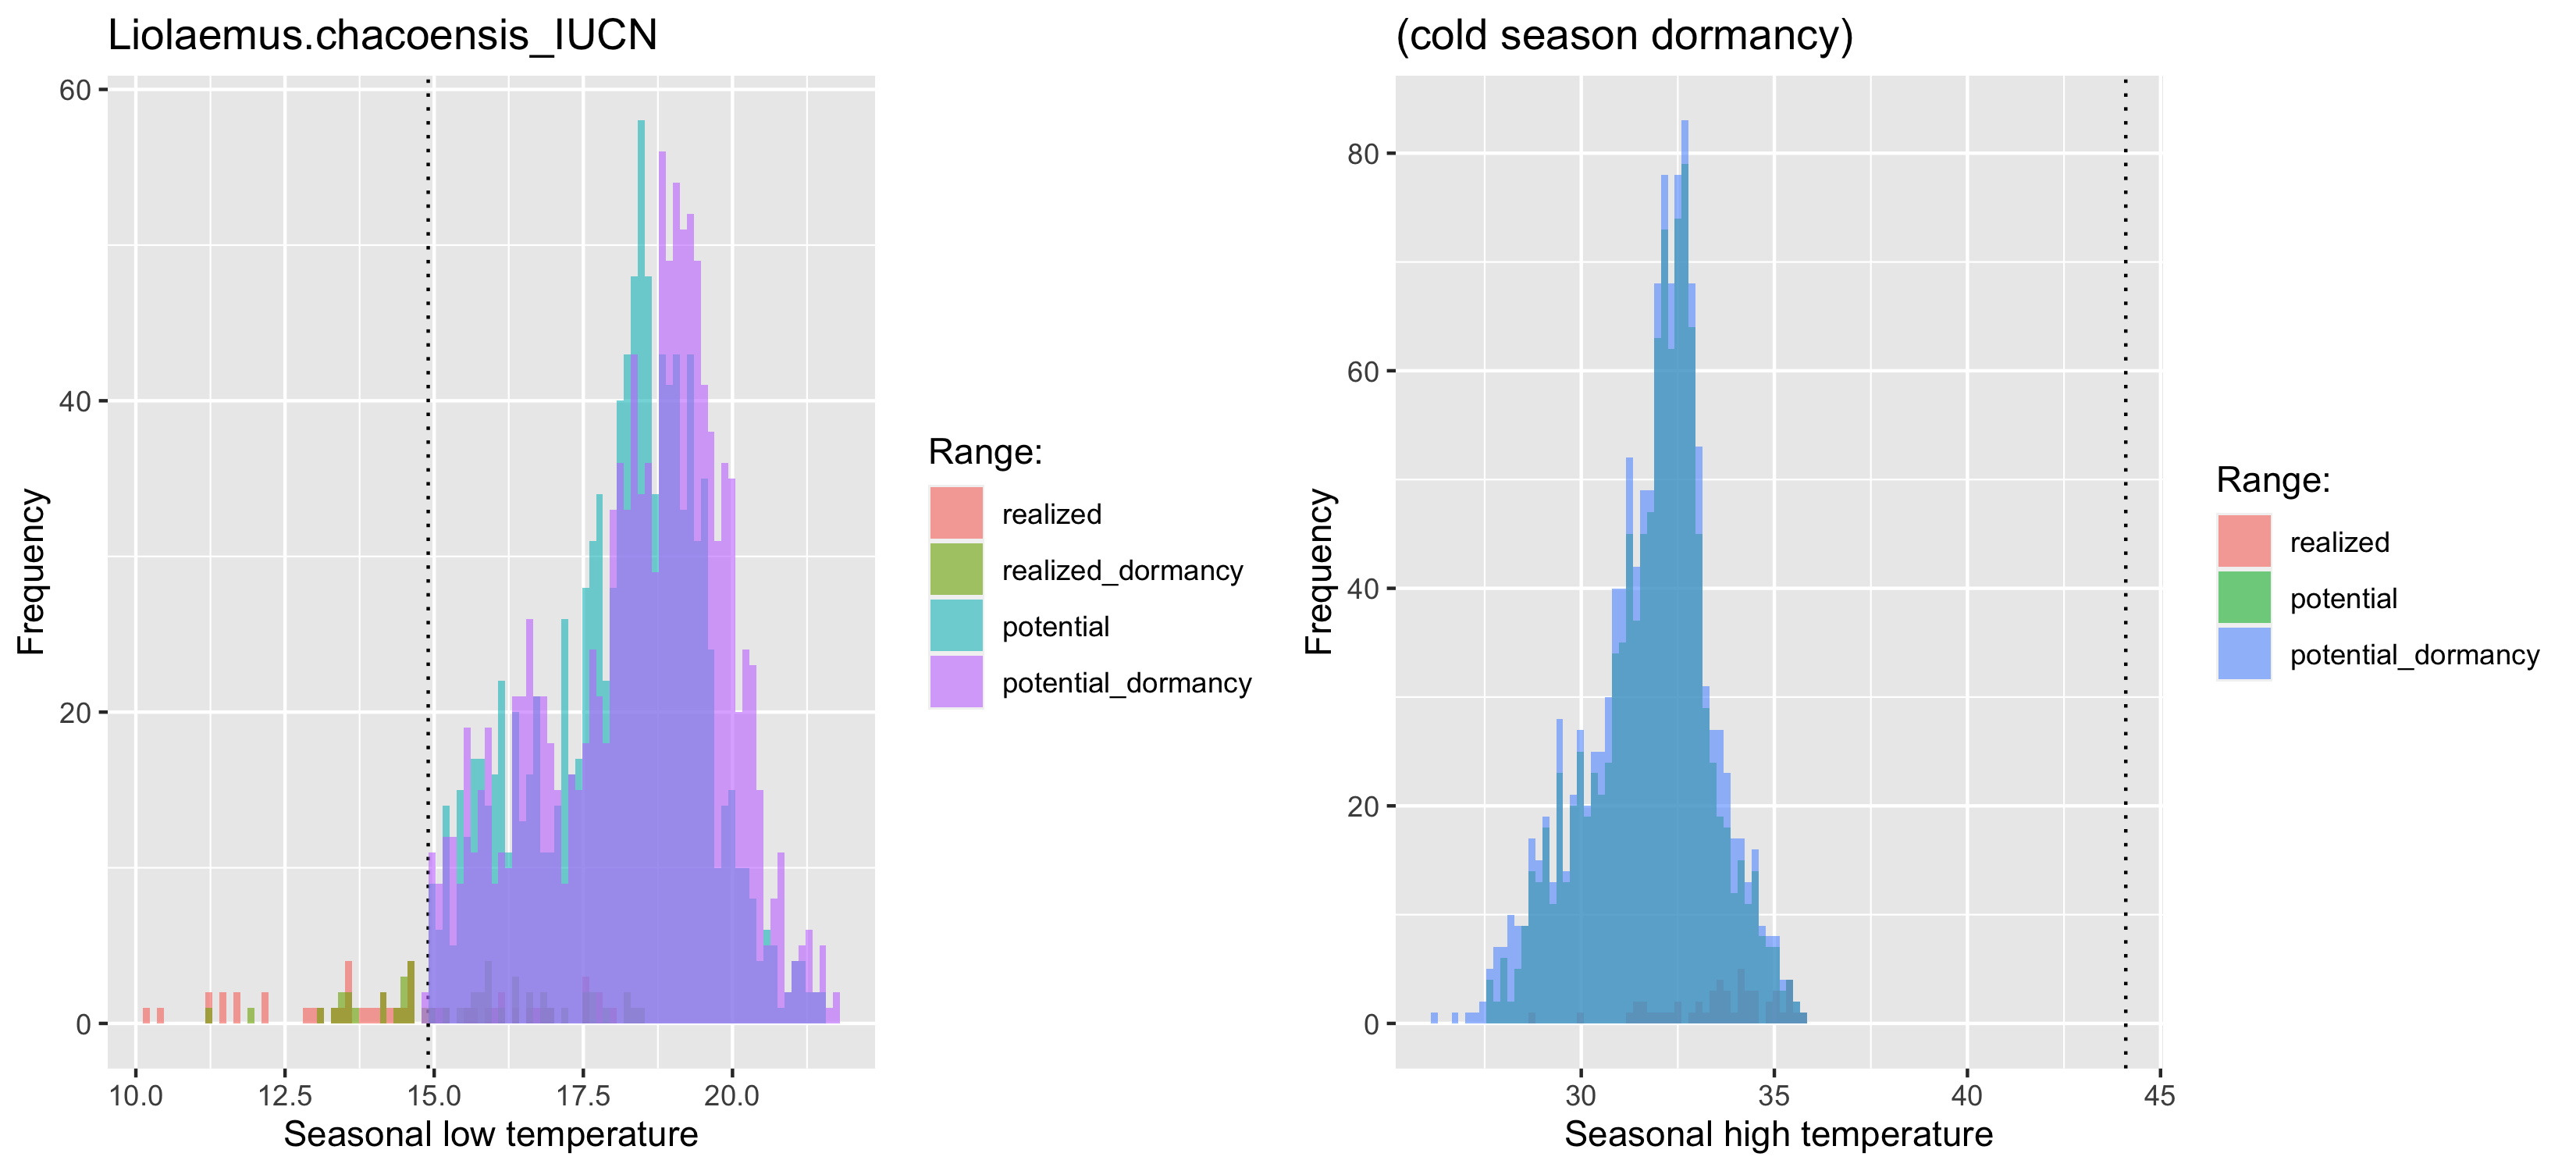 Liolaemus.chacoensis_IUCN
60
40
20
0
Frequency
10.0
12.5
15.0
17.5
20.0
Seasonal low temperature
Range:
realized
realized_dormancy
potential
potential_dormancy
(cold season dormancy)
80
60
40
20
0
Frequency
30
35
40
45
Seasonal high temperature
Range:
realized
potential
potential_dormancy